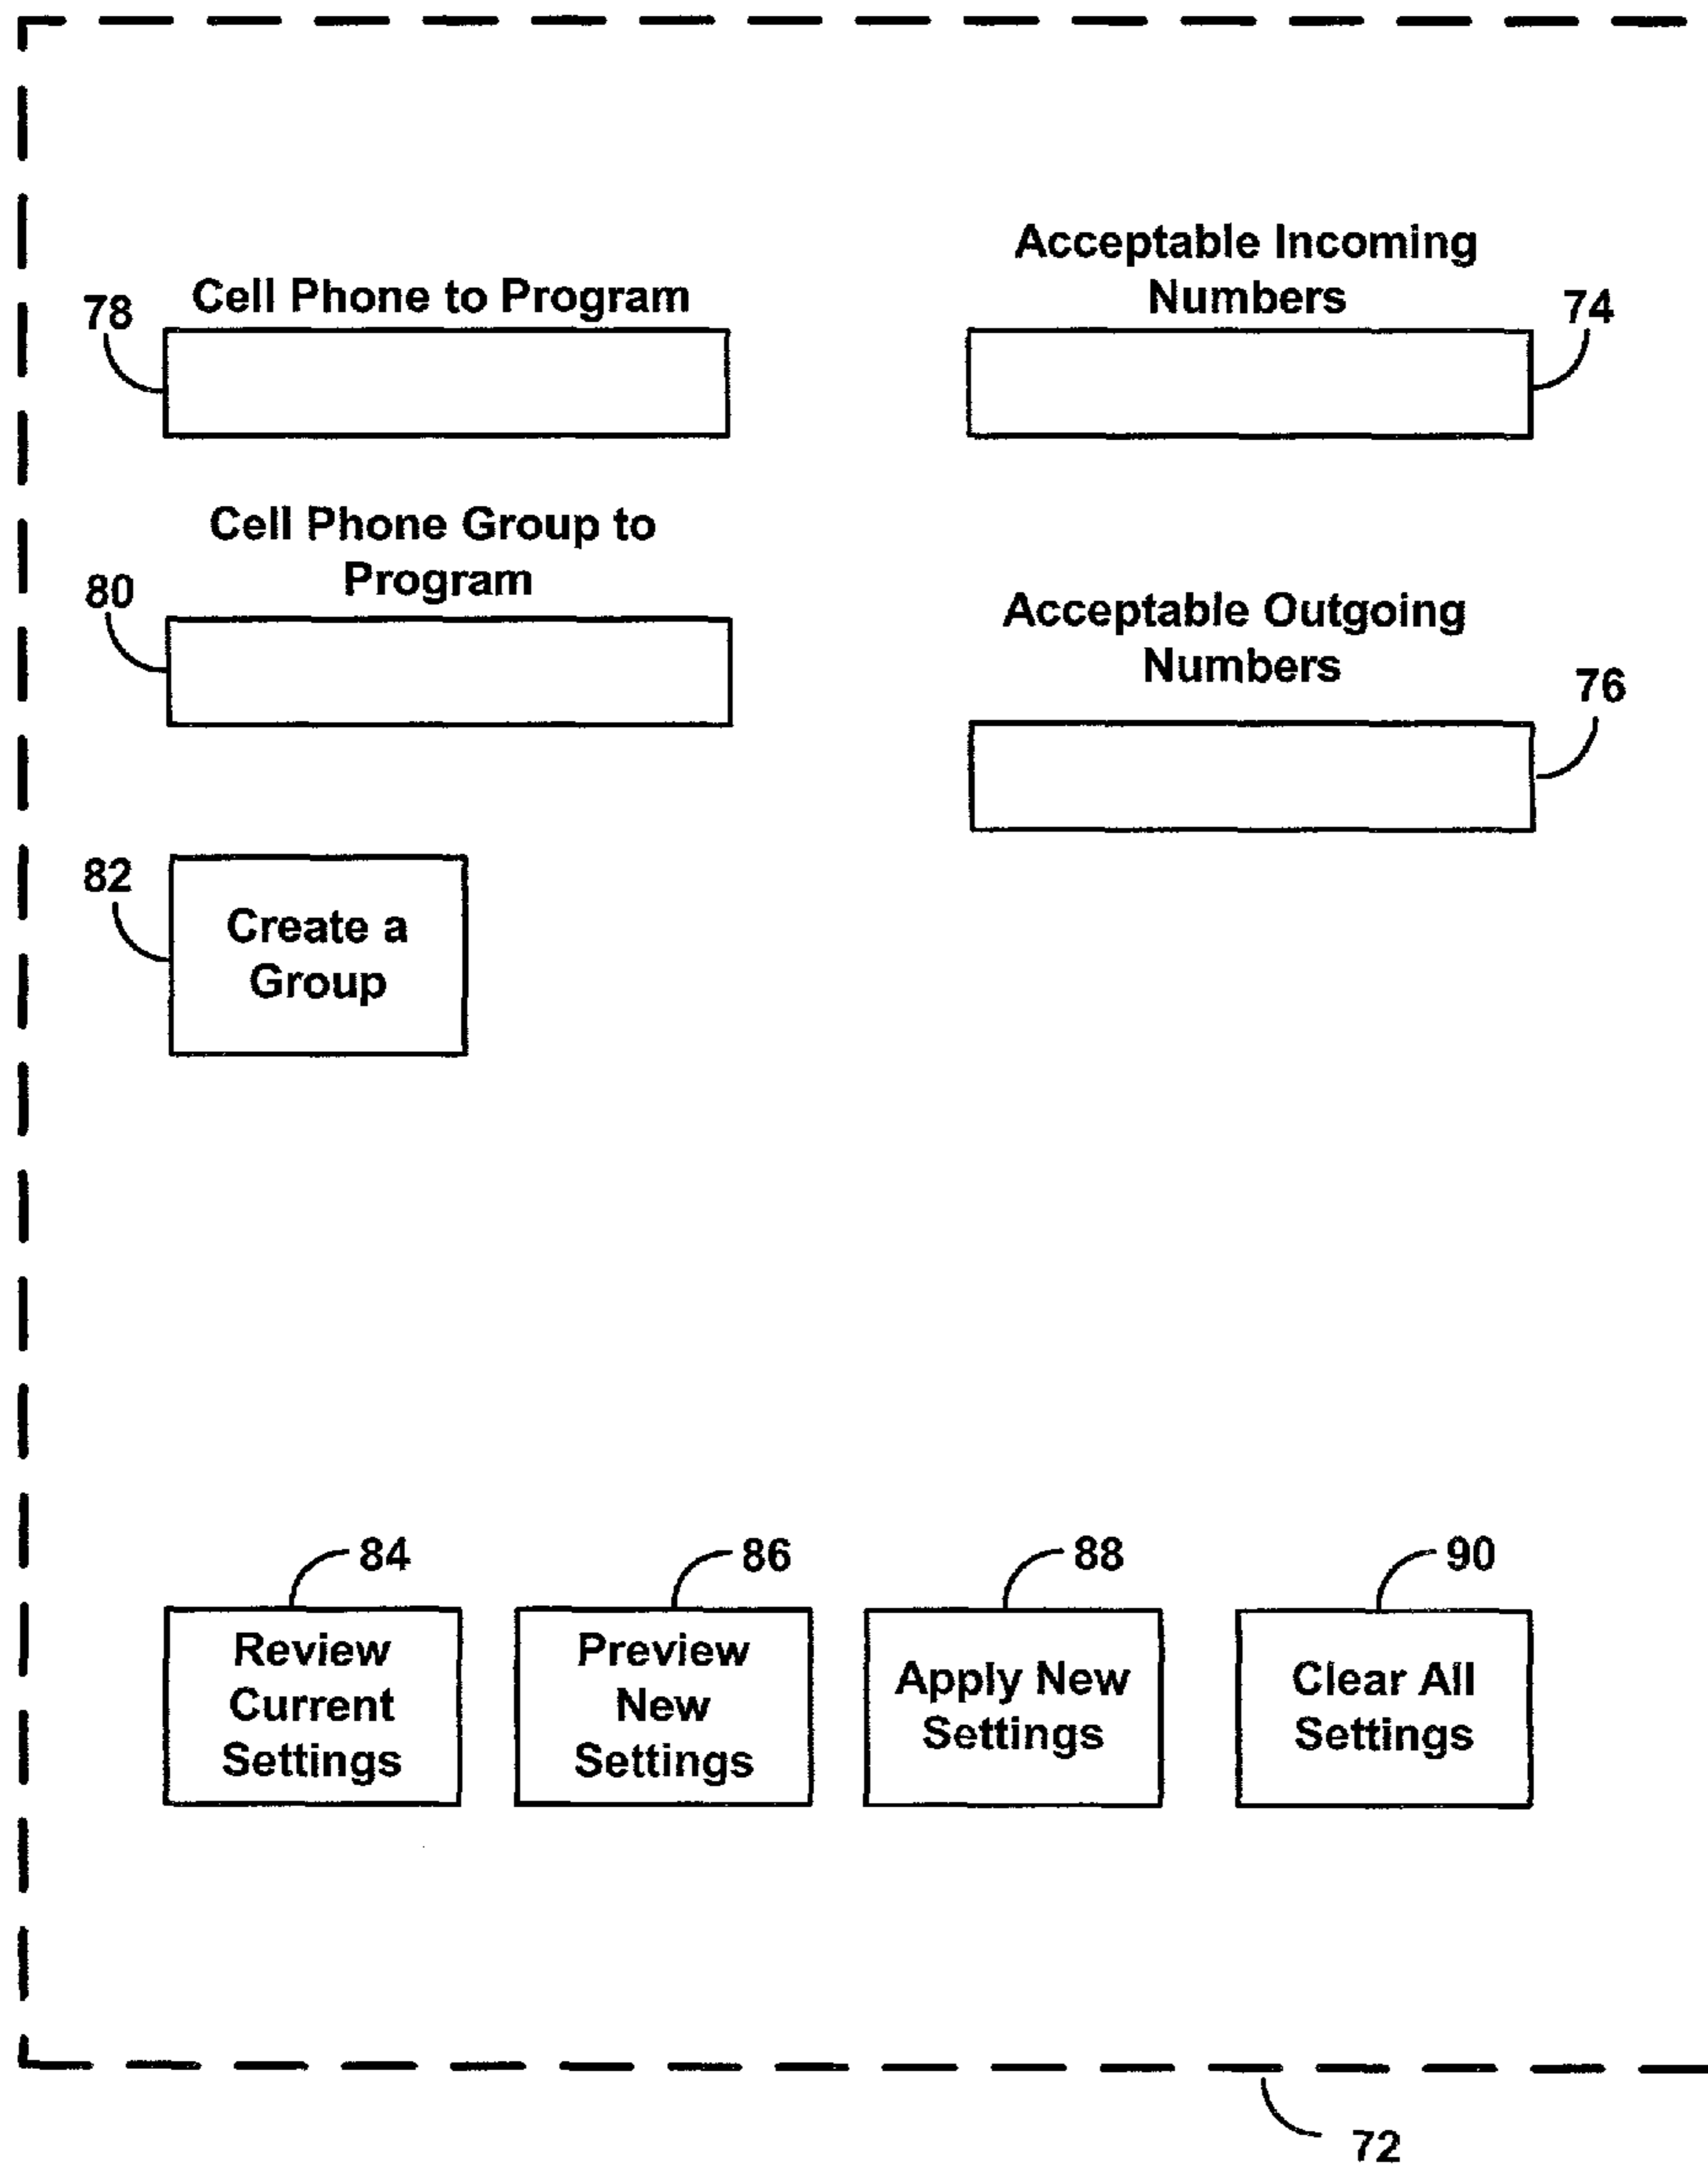 Cell Phone to Program
78
Acceptable Incoming
Numbers
74
Cell Phone Group to
Program
80
Acceptable Outgoing
Numbers
76
82
Create a
Group
84
Review
Current
Settings
86
Preview
New
Settings
88
Apply New
Settings
90
Clear All
Settings
72